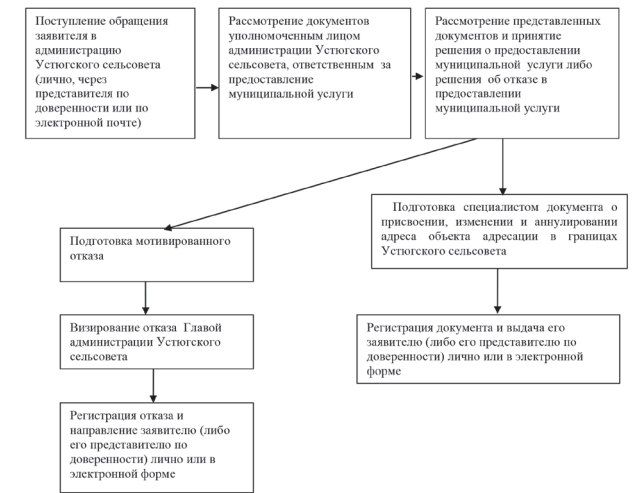 Поступление обращения
заявителя в
администрацию
Устюгского сельсовета
(лично, через
представителя по
доверенности или по
электронной почте)
Рассмотрение документов
уполномоченным лицом
администрации Устюгского
сельсовета, ответственным за
предоставление
муниципальной услуги
Рассмотрение представленных
документов и принятие
решения о предоставлении
муниципальной услуги либо
решения об отказе в
предоставлении
муниципальной услуги
Подготовка мотивированного
отказа
Подготовка специалистом документа о
присвоении, изменении и аннулировании
адреса объекта адресации в границах
Устюгского сельсовета
Визирование отказа Главой
администрации Устюгского
сельсовета
Регистрация документа и выдача его
заявителю (либо его представителю по
доверенности) лично или в электронной
форме
Регистрация отказа и
направление заявителю (либо
его представителю по
доверенности) лично или в
электронной форме